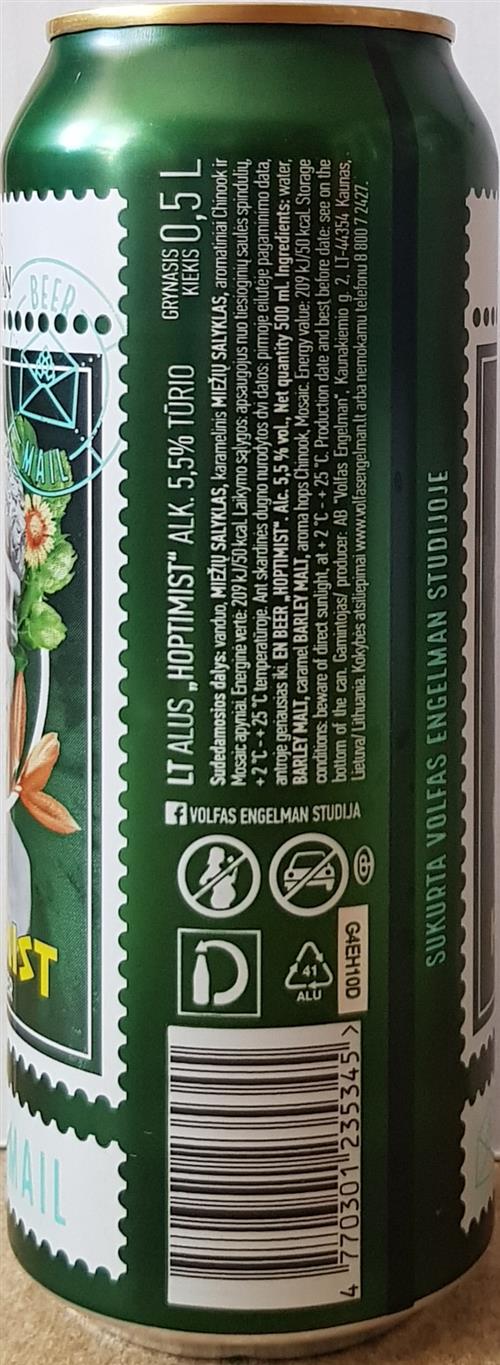 LT ALUS „HOPTIMIST" ALK. 5,5% TŪRIO
GRYNASIS
KIEKIS 0,5 L
Sudedamosios dalys: vanduo, MIEŽIŲ SALYKLAS, karamelinis MIEŽIŲ SALYKLAS, aromatiniai Chinook ir
Mosaic apyniai. Energinė vertė: 209 kJ/50 kcal. Laikymo sąlygos: apsaugojus nuo tiesioginių saulės spindulių,
+2 °C - +25 °C temperatūroje. Ant skardinės dugno nurodytos dvi datos: pirmoje eilutėje pagaminimo data,
antroje geriausias iki. EN BEER „HOPTIMIST". Alc. 5,5 % vol., Net quantity 500 ml. Ingredients: water,
BARLEY MALT, caramel BARLEY MALT, aroma hops Chinook, Mosaic. Energy value: 209 kJ/50 kcal. Storage
conditions: beware of direct sunlight, at + 2 °C - + 25 °C. Production date and best before date: see on the
bottom of the can. Gamintojas/ producer: AB "Volfas Engelman", Kaunakiemio g. 2, LT-44354 Kaunas,
Lietuva/ Lithuania. Kokybės atsiliepimai www.volfasengelman.lt arba nemokamu telefonu 8 800 7 2427.
f VOLFAS ENGELMAN STUDIJA
41
ALU
G4EH10D
4 770301 235345 >
SUKURTA VOLFAS ENGELMAN STUDIJOJE
BEER
MAIL
MAIL